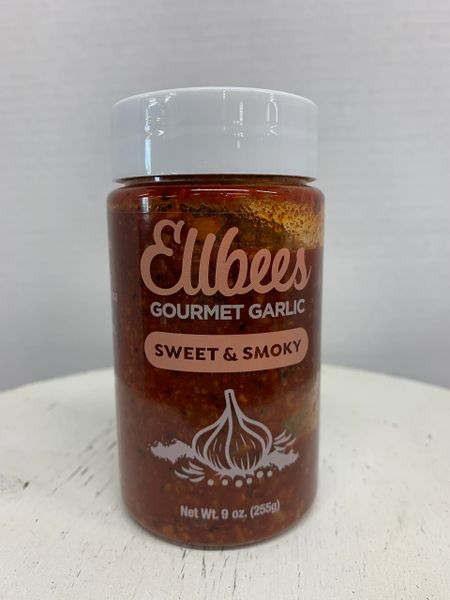 Ellbees
GOURMET GARLIC
SWEET & SMOKY
Net Wt. 9 oz. (255g)